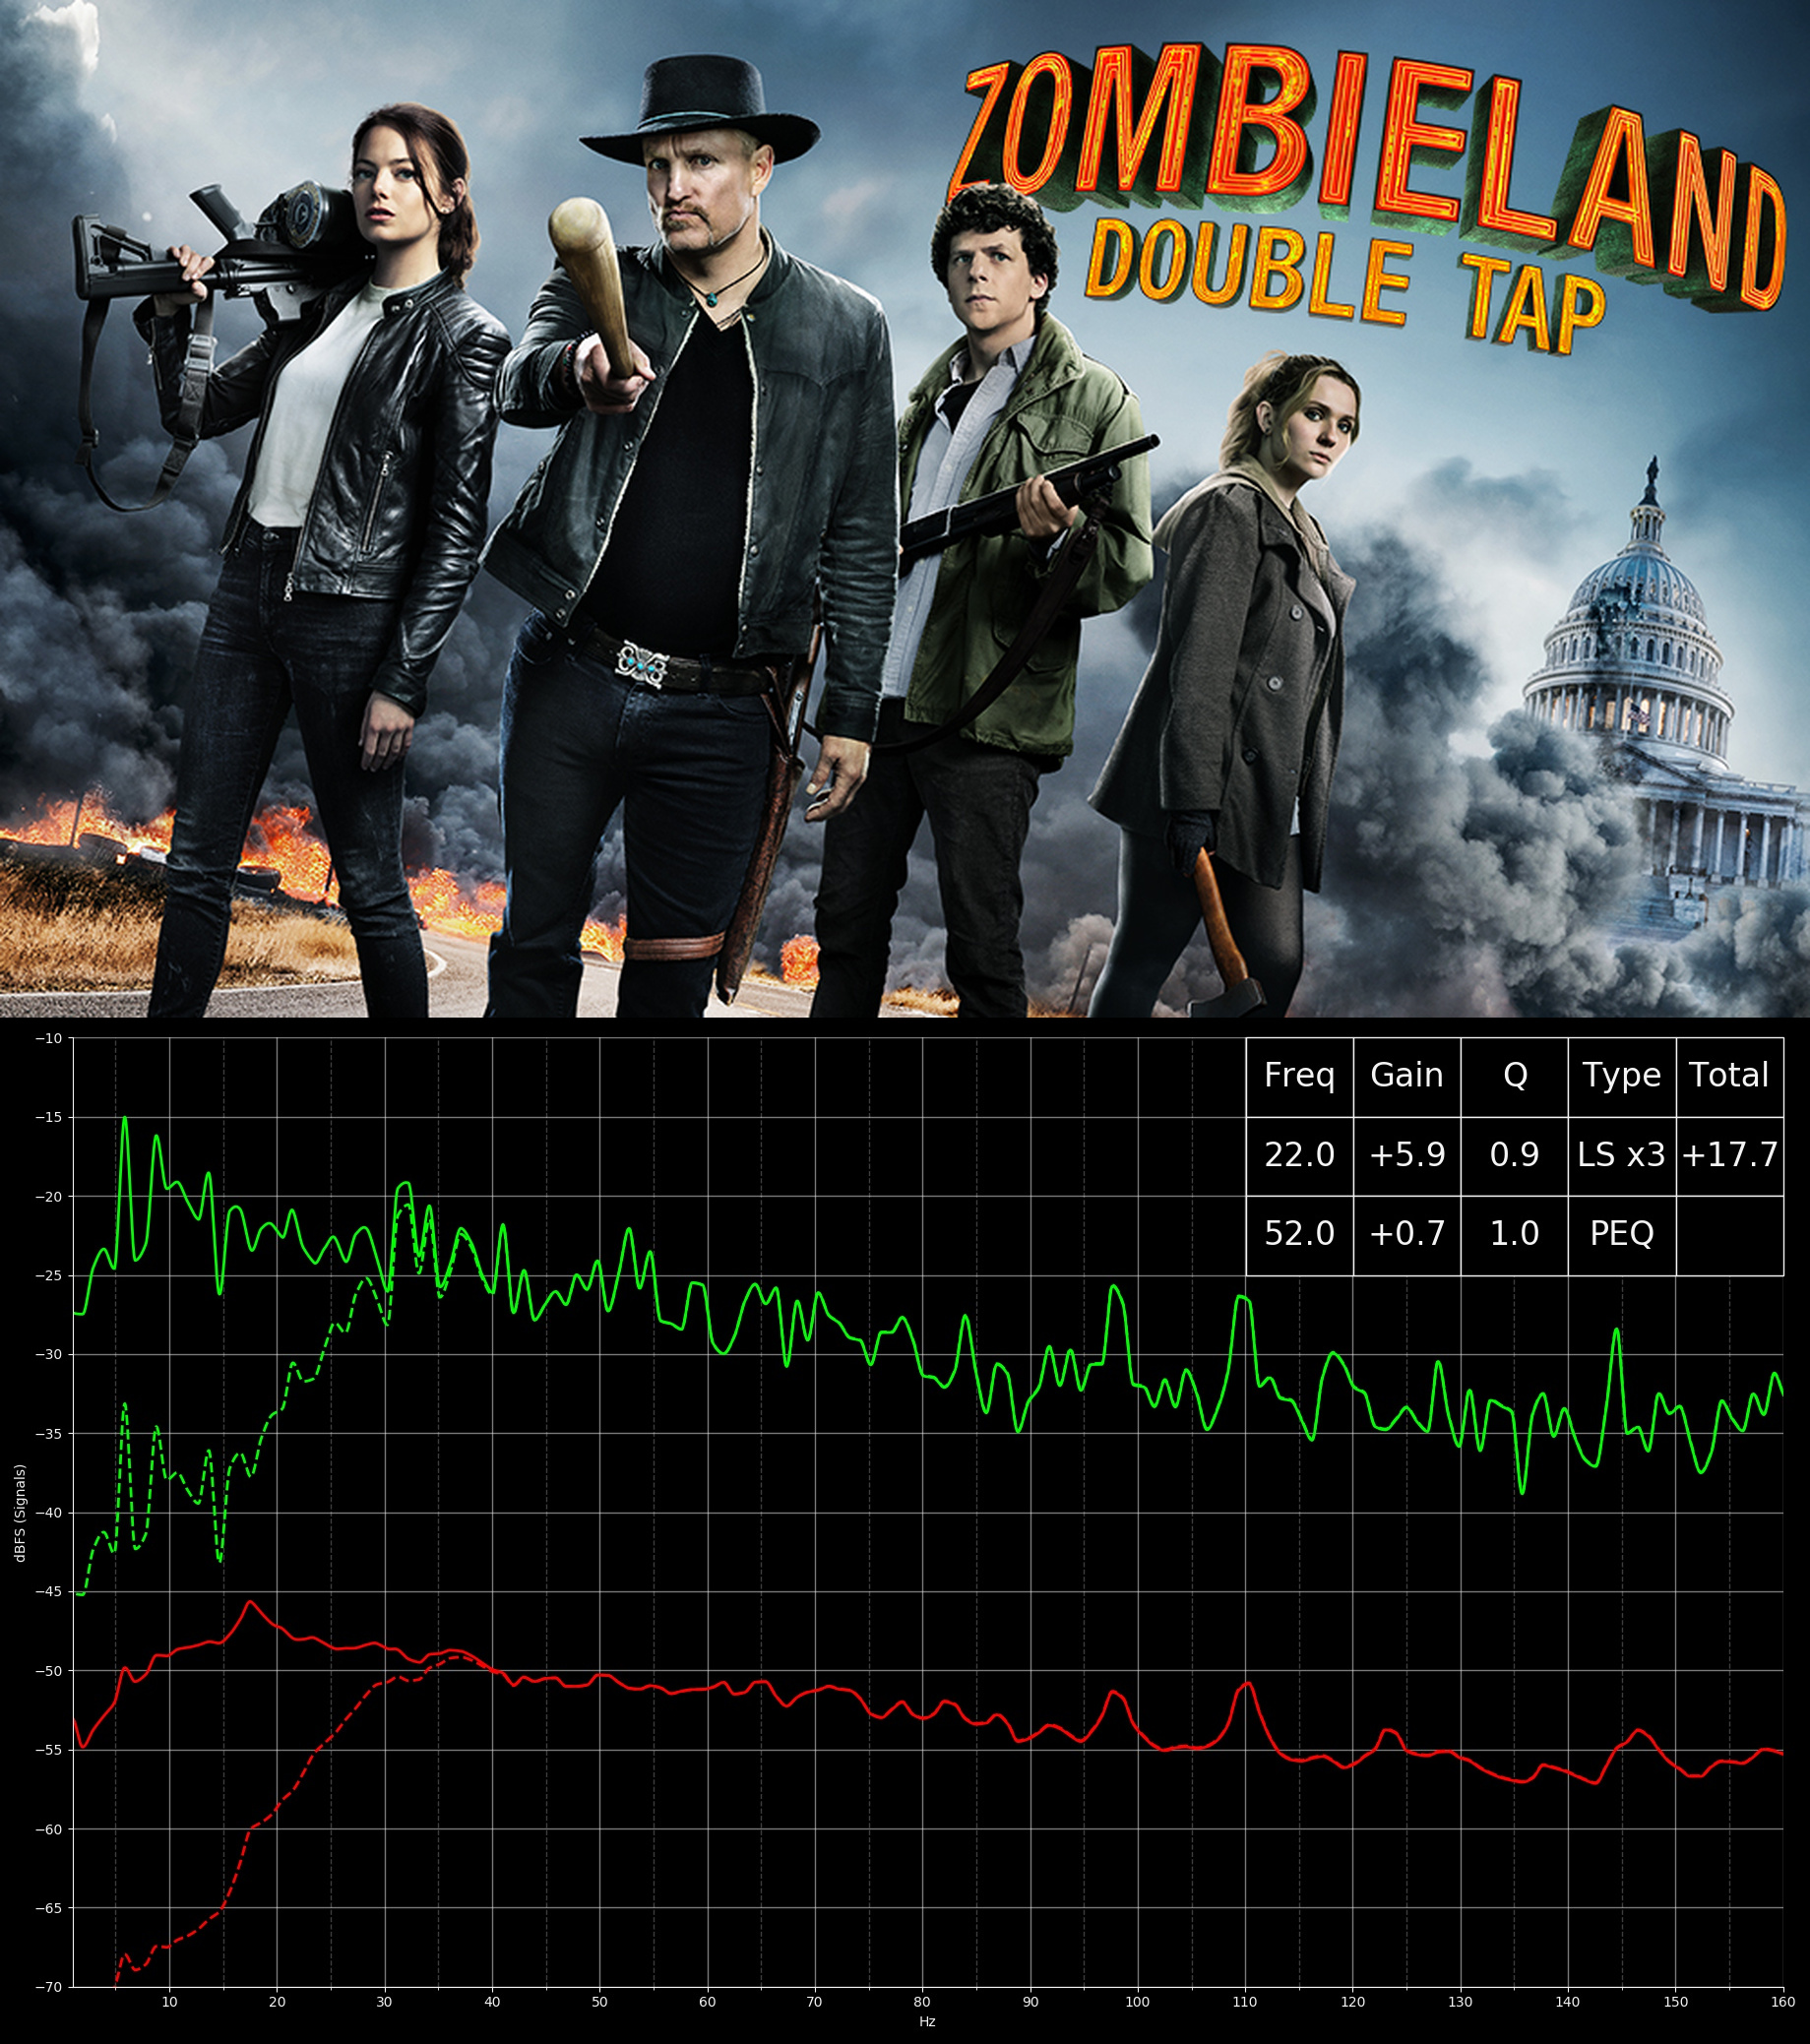 ZOMBIELAND
DOUBLE TAP
Freq Gain Q Type Total
22.0 +5.9 0.9 LS x3 +17.7
52.0 +0.7 1.0 PEQ
−10
−15
−20
−25
−30
−35
−40
−45
−50
−55
−60
−65
−70
dBFS (Signals)
10 20 30 40 50 60 70 80 90 100 110 120 130 140 150 160
Hz